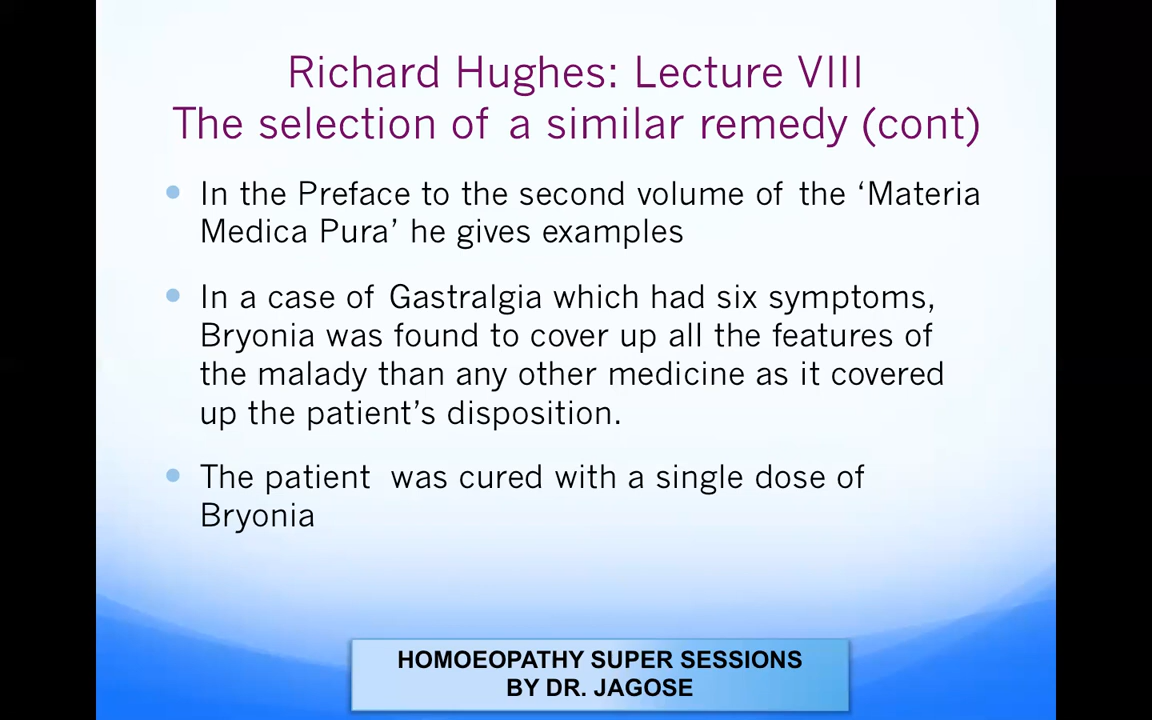 Richard Hughes: Lecture VIII
The selection of a similar remedy (cont)
In the Preface to the second volume of the ‘Materia
Medica Pura’ he gives examples
In a case of Gastralgia which had six symptoms,
Bryonia was found to cover up all the features of
the malady than any other medicine as it covered
up the patient’s disposition.
The patient was cured with a single dose of
Bryonia
HOMOEOPATHY SUPER SESSIONS
BY DR. JAGOSE